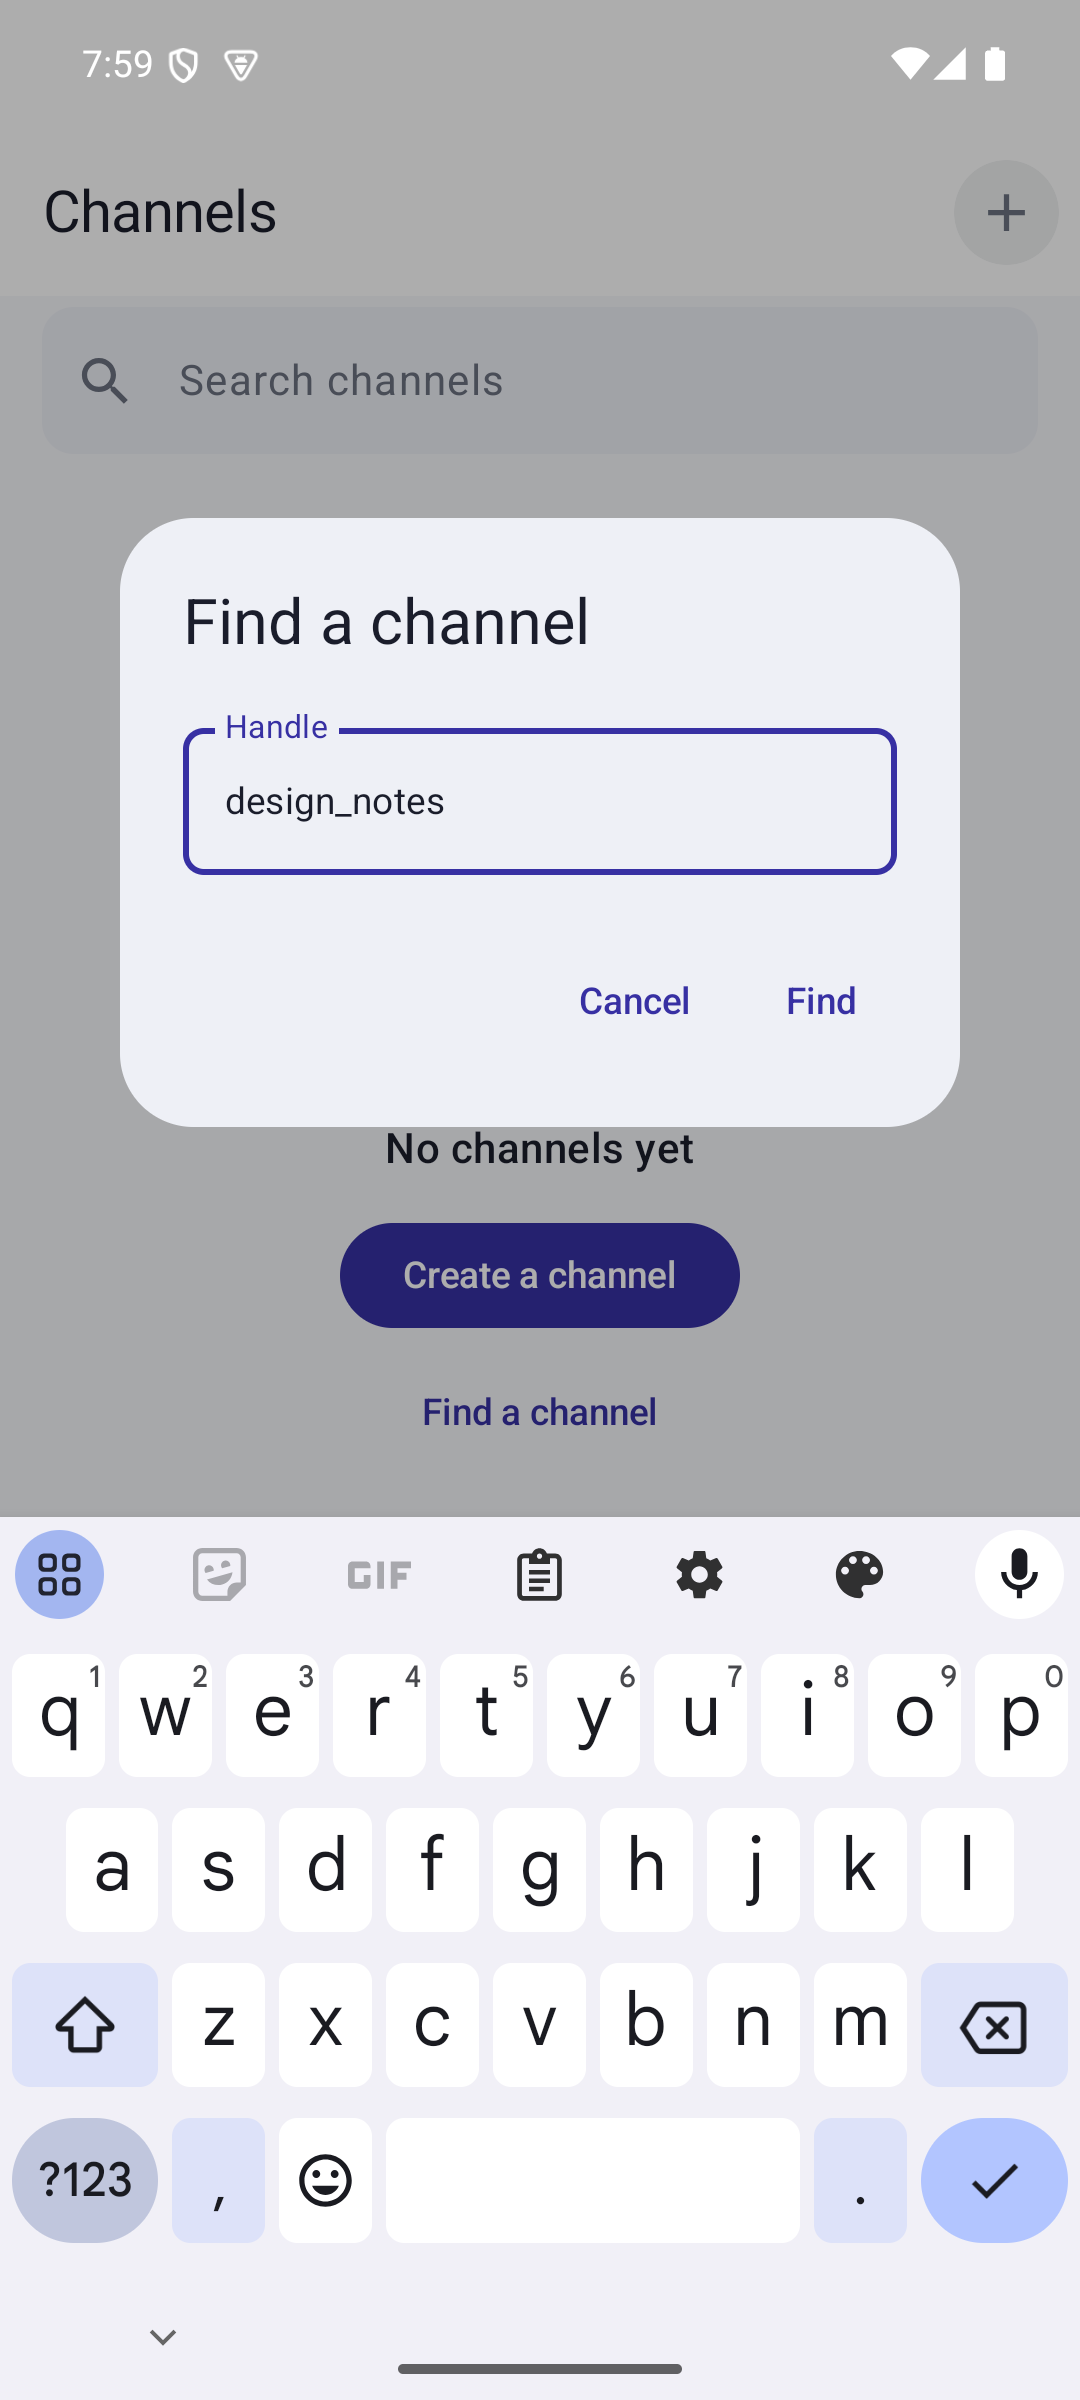 7:59
Channels
Search channels
Find a channel
Handle
design_notes
Cancel Find
No channels yet
Create a channel
Find a channel
GIF
q 1 w 2 e 3 r 4 t 5 y 6 u 7 i 8 o 9 p 0
a s d f g h j k l
z x c v b n m
?123 , .